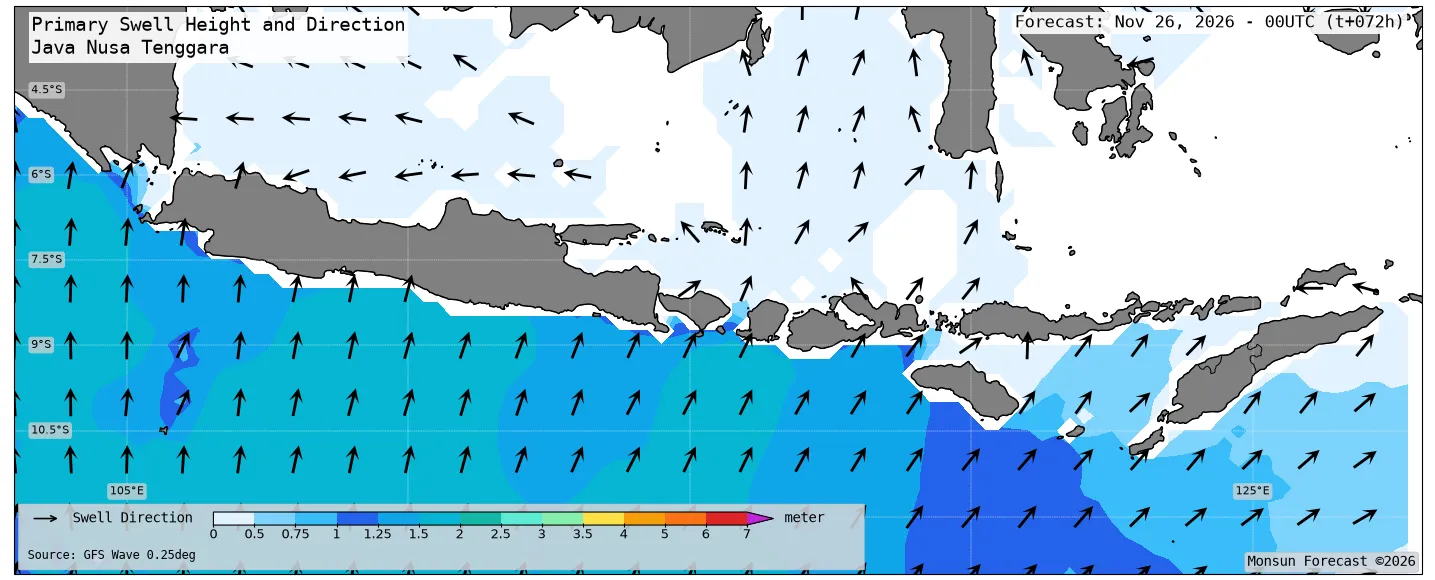 Primary Swell Height and Direction
Java Nusa Tenggara
Forecast: Nov 26, 2026 - 00UTC (t+072h)
4.5°S
6°S
7.5°S
9°S
10.5°S
105°E
125°E
Swell Direction
0 0.5 0.75 1 1.25 1.5 2 2.5 3 3.5 4 5 6 7
meter
Source: GFS Wave 0.25deg
Monsun Forecast ©2026